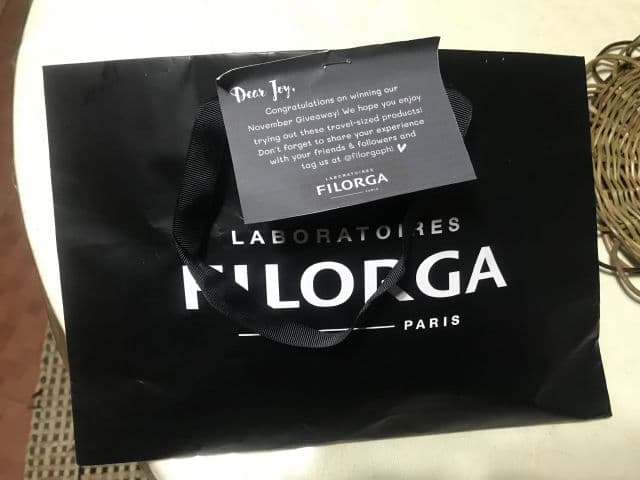 Dear Joy,
Congratulations on winning our
November Giveaway! We hope you enjoy
trying out these travel-sized products!
Don't forget to share your experience
with your friends & followers and
tag us at @filorgaph!
LABORATOIRES
FILORGA
PARIS
LABORATOIRES
FILORGA
PARIS